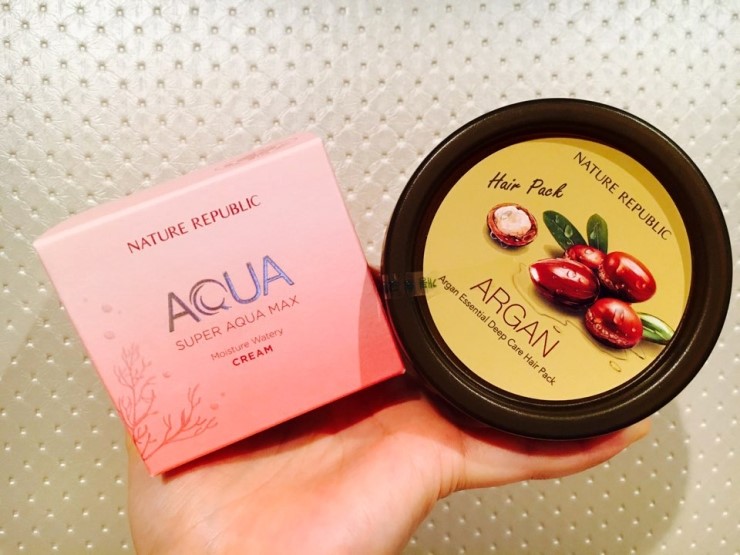 NATURE REPUBLIC
AQUA
SUPER AQUA MAX
Moisture Watery
CREAM
Hair Pack
NATURE REPUBLIC
ARGAN
Argan Essential Deep Care Hair Pack